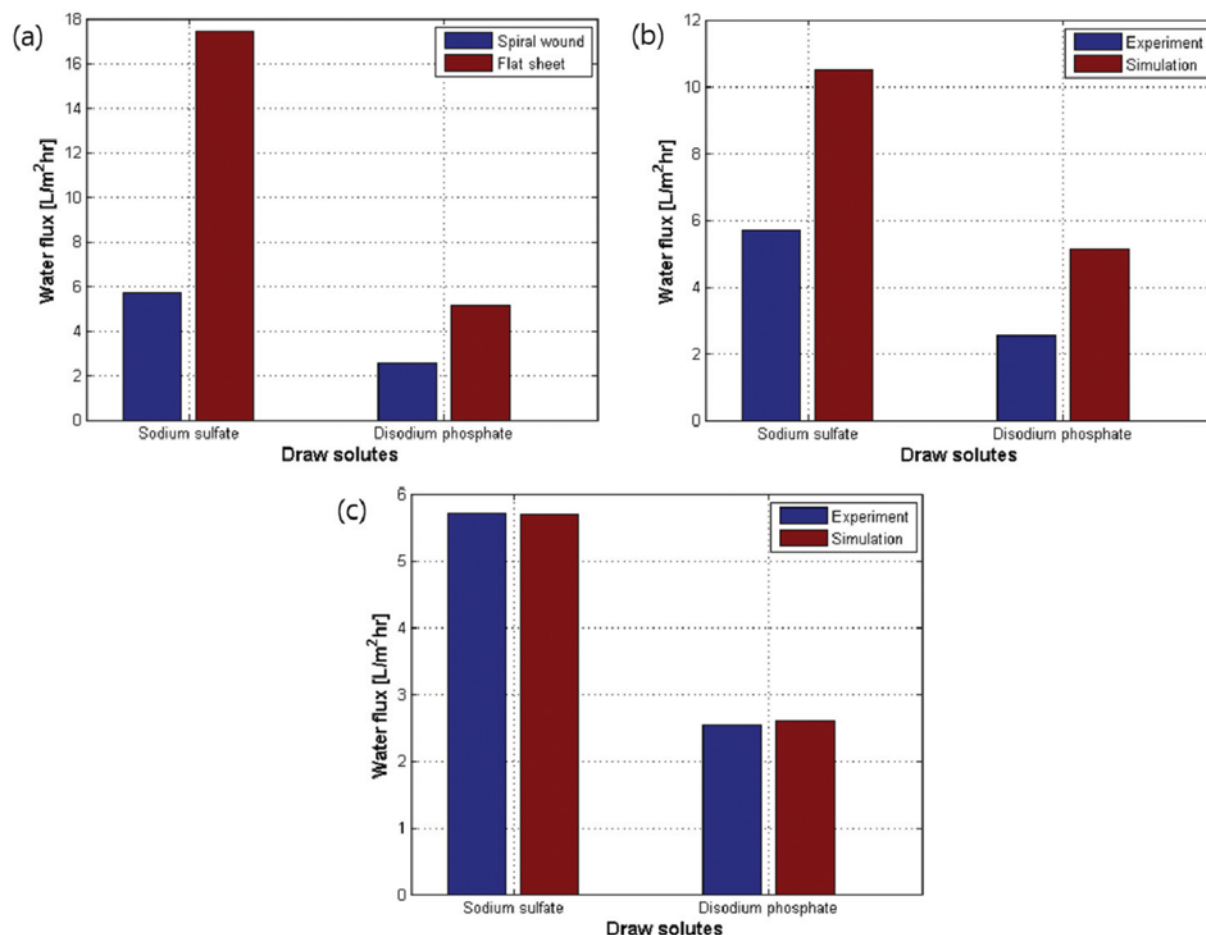 (a)
18
16
14
12
10
8
6
4
2
0
Water flux [L/m²hr]
Spiral wound
Flat sheet
Sodium sulfate
Disodium phosphate
Draw solutes
(b)
12
10
8
6
4
2
0
Water flux [L/m²hr]
Experiment
Simulation
Sodium sulfate
Disodium phosphate
Draw solutes
(c)
6
5
4
3
2
1
0
Water flux [L/m²hr]
Experiment
Simulation
Sodium sulfate
Disodium phosphate
Draw solutes